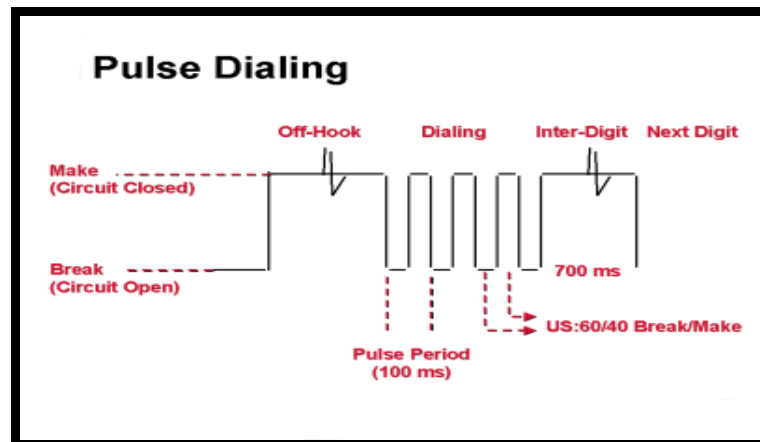 Pulse Dialing
Off-Hook Dialing Inter-Digit Next Digit
Make
(Circuit Closed)
Break
(Circuit Open)
700 ms
US:60/40 Break/Make
Pulse Period
(100 ms)